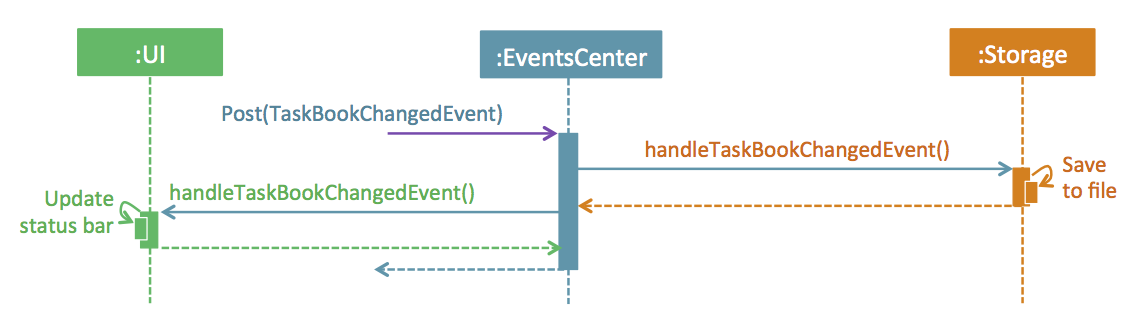 :UI
:EventsCenter
:Storage
Post(TaskBookChangedEvent)
handleTaskBookChangedEvent()
Save
to file
handleTaskBookChangedEvent()
Update
status bar